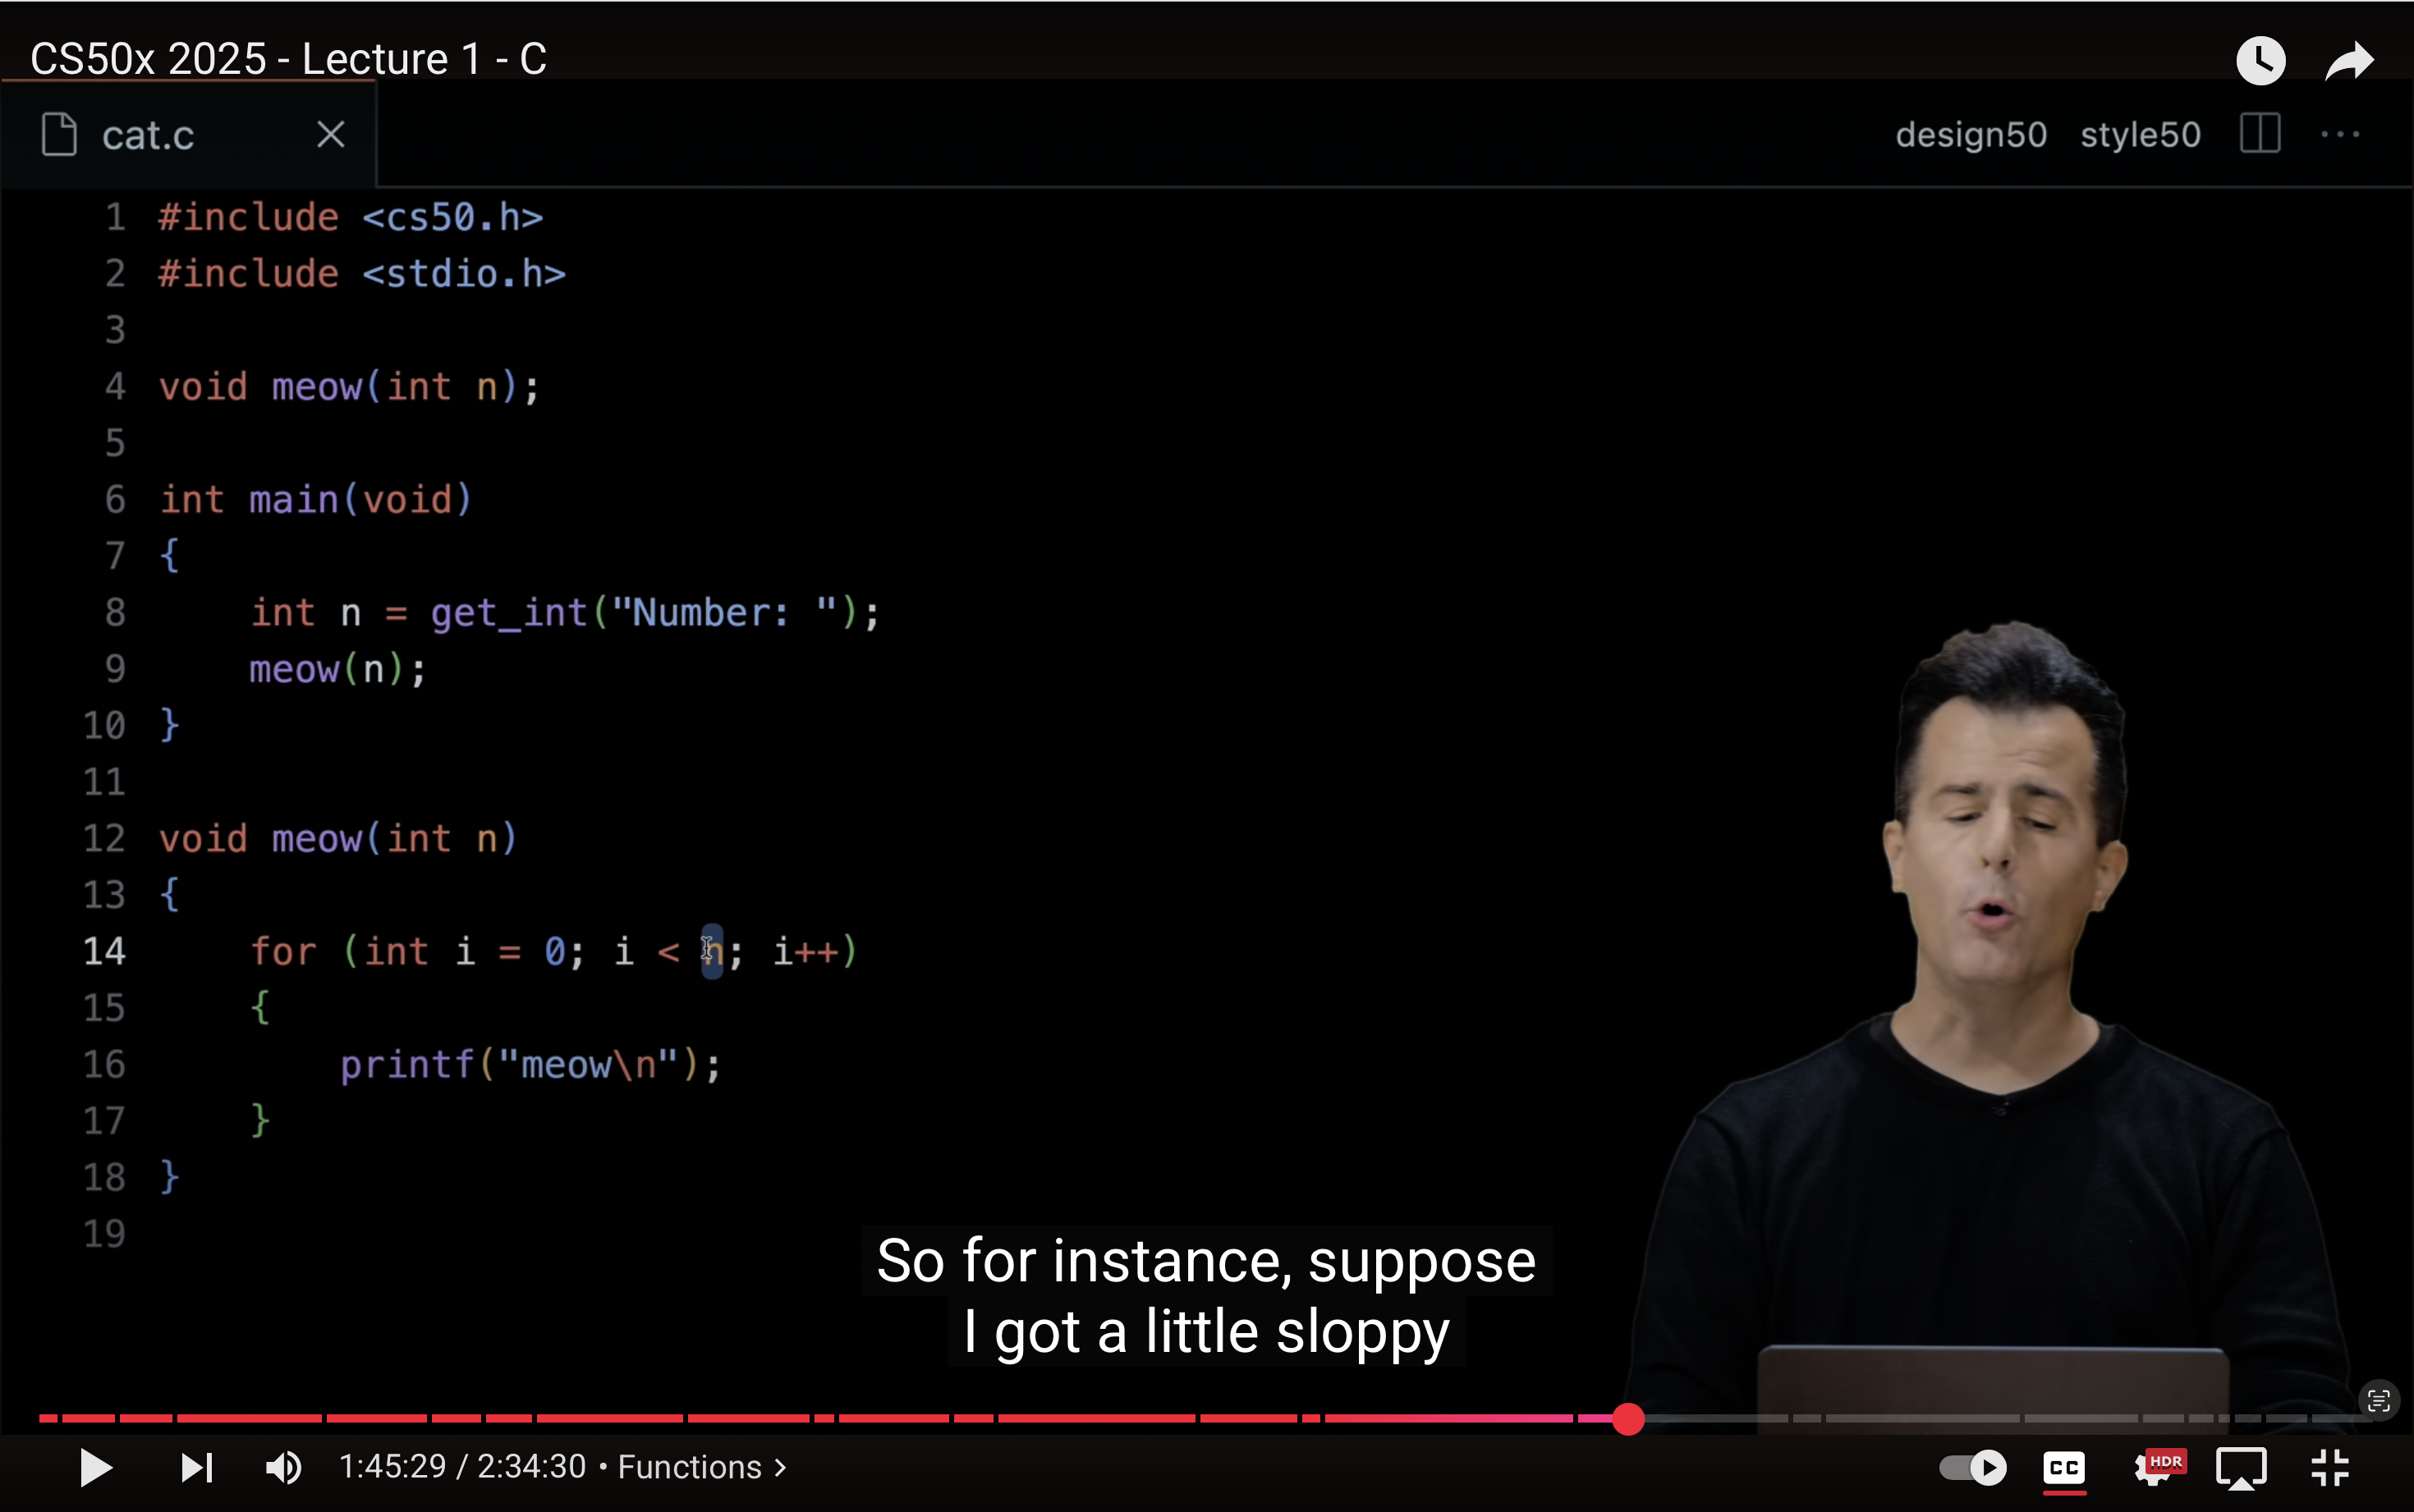 CS50x 2025 - Lecture 1 - C
cat.c
design50 style50
1 #include <cs50.h>
2 #include <stdio.h>
3
4 void meow(int n);
5
6 int main(void)
7 {
8     int n = get_int("Number: ");
9     meow(n);
10 }
11
12 void meow(int n)
13 {
14     for (int i = 0; i < n; i++)
15     {
16         printf("meow\n");
17     }
18 }
19
So for instance, suppose
I got a little sloppy
1:45:29 / 2:34:30 • Functions >
CC
HDR